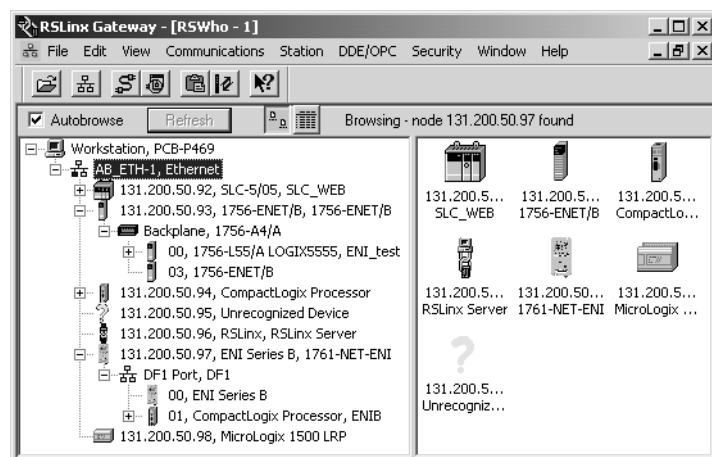 RSLinx Gateway - [RSWho - 1]
File Edit View Communications Station DDE/OPC Security Window Help
Autobrowse Refresh Browsing - node 131.200.50.97 found
Workstation, PCB-P469
AB_ETH-1, Ethernet
131.200.50.92, SLC-5/05, SLC_WEB
131.200.50.93, 1756-ENET/B, 1756-ENET/B
Backplane, 1756-A4/A
00, 1756-L55/A LOGIX5555, ENI_test
03, 1756-ENET/B
131.200.50.94, CompactLogix Processor
131.200.50.95, Unrecognized Device
131.200.50.96, RSLinx, RSLinx Server
131.200.50.97, ENI Series B, 1761-NET-ENI
DF1 Port, DF1
00, ENI Series B
01, CompactLogix Processor, ENIB
131.200.50.98, MicroLogix 1500 LRP
131.200.5... 131.200.5... 131.200.5...
SLC_WEB 1756-ENET/B CompactLo...
131.200.5... 131.200.50... 131.200.5...
RSLinx Server 1761-NET-ENI MicroLogix ...
131.200.5...
Unrecogniz...